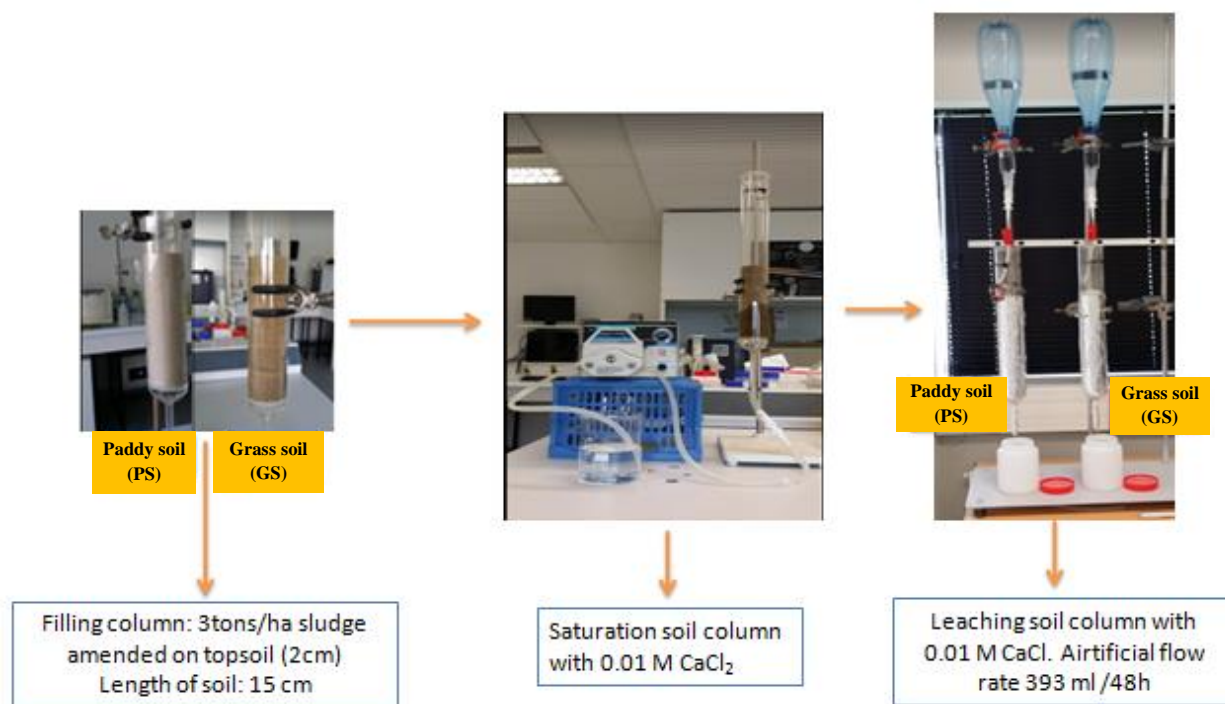 Paddy soil
(PS)
Grass soil
(GS)
Paddy soil
(PS)
Grass soil
(GS)
Filling column: 3tons/ha sludge
amended on topsoil (2cm)
Length of soil: 15 cm
Saturation soil column
with 0.01 M CaCl₂
Leaching soil column with
0.01 M CaCl. Airtificial flow
rate 393 ml /48h